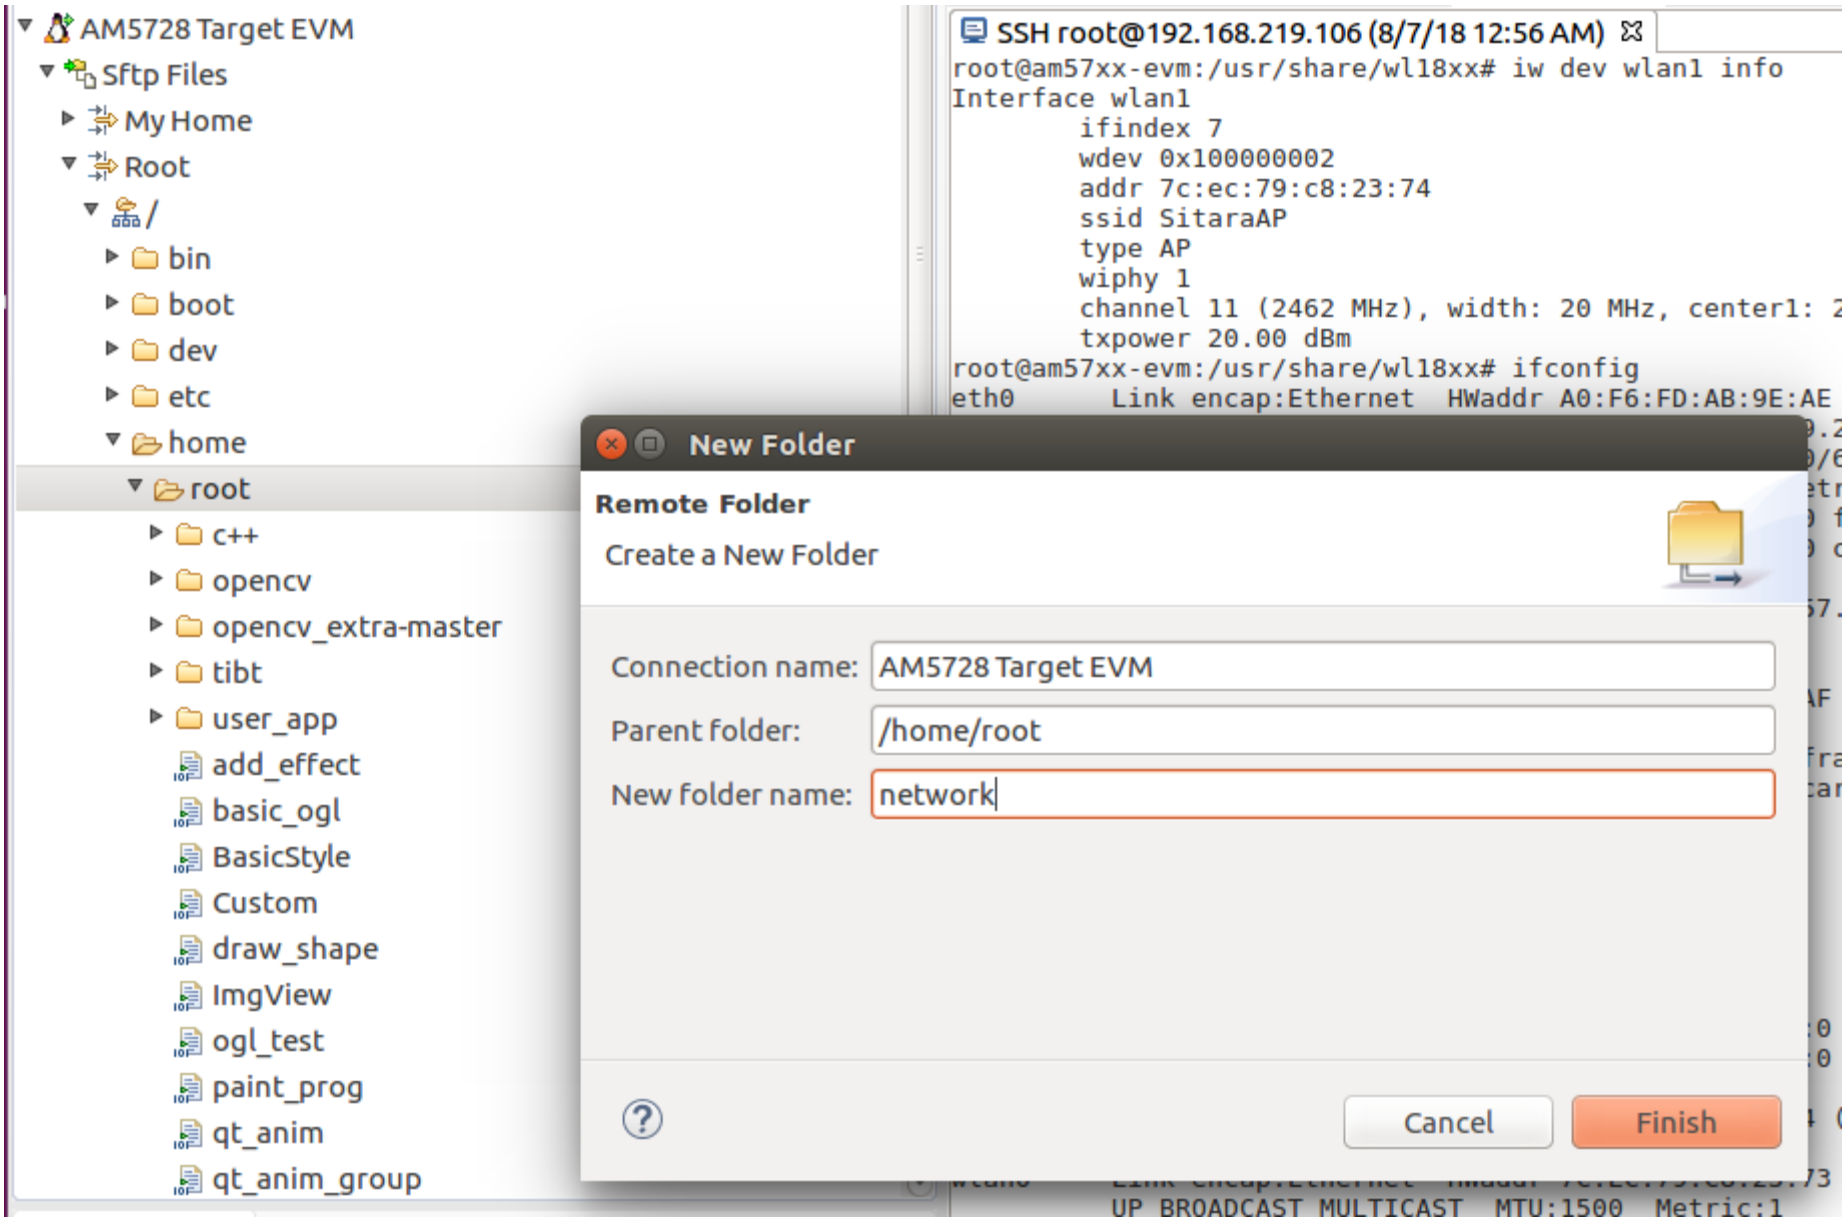 AM5728 Target EVM
Sftp Files
My Home
Root
/
bin
boot
dev
etc
home
root
c++
opencv
opencv_extra-master
tibt
user_app
add_effect
basic_ogl
BasicStyle
Custom
draw_shape
ImgView
ogl_test
paint_prog
qt_anim
qt_anim_group
SSH root@192.168.219.106 (8/7/18 12:56 AM)
root@am57xx-evm:/usr/share/wl18xx# iw dev wlan1 info
Interface wlan1
ifindex 7
wdev 0x100000002
addr 7c:ec:79:c8:23:74
ssid SitaraAP
type AP
wiphy 1
channel 11 (2462 MHz), width: 20 MHz, center1: 2
txpower 20.00 dBm
root@am57xx-evm:/usr/share/wl18xx# ifconfig
eth0 Link encap:Ethernet HWaddr A0:F6:FD:AB:9E:AE
New Folder
Remote Folder
Create a New Folder
Connection name: AM5728 Target EVM
Parent folder: /home/root
New folder name: network
?
Cancel
Finish
UP BROADCAST MULTICAST MTU:1500 Metric:1